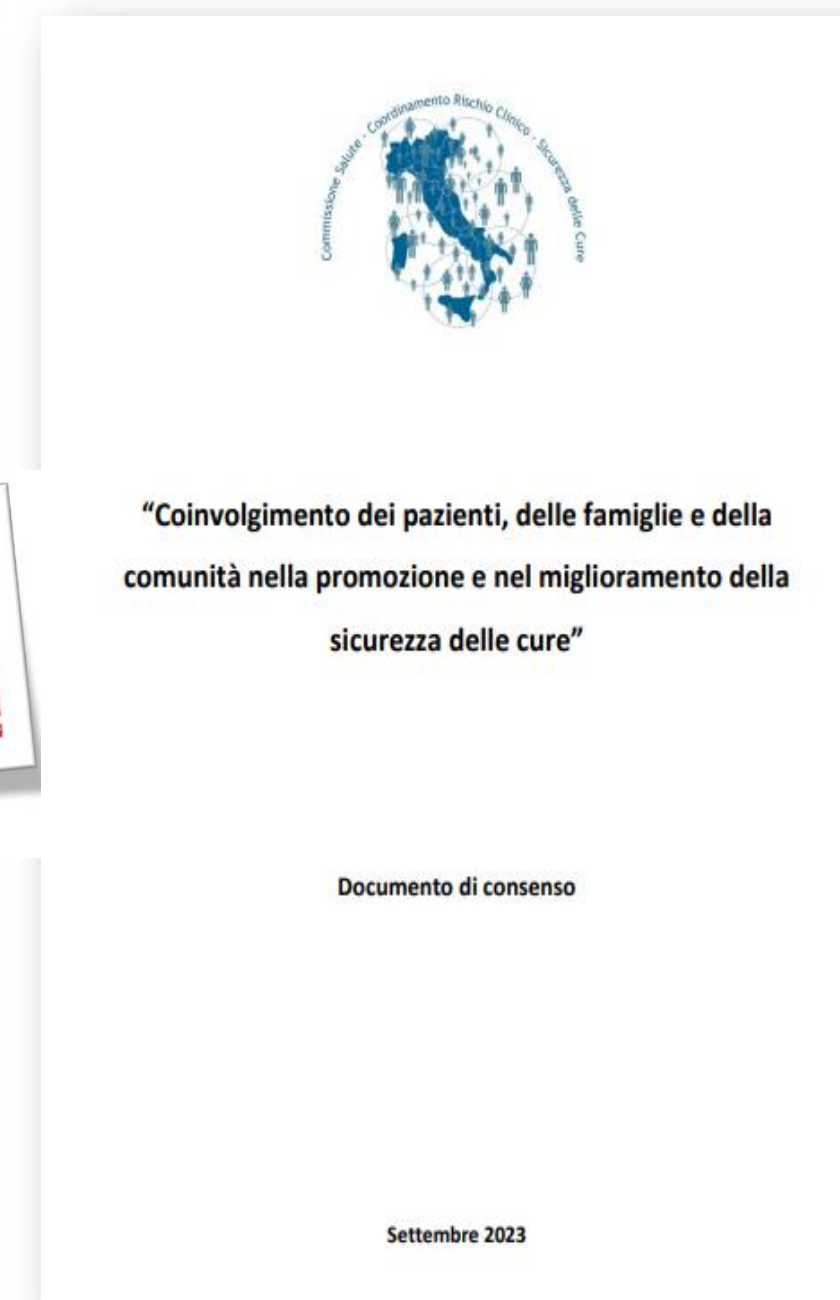 Commissione Salute - Coordinamento Rischio Clinico - Sicurezza delle Cure
“Coinvolgimento dei pazienti, delle famiglie e della
comunità nella promozione e nel miglioramento della
sicurezza delle cure”
Documento di consenso
Settembre 2023